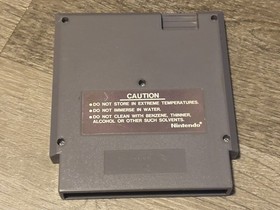 CAUTION
•DO NOT STORE IN EXTREME TEMPERATURES.
•DO NOT IMMERSE IN WATER.
•DO NOT CLEAN WITH BENZENE, THINNER,
ALCOHOL OR OTHER SUCH SOLVENTS.
Nintendo®